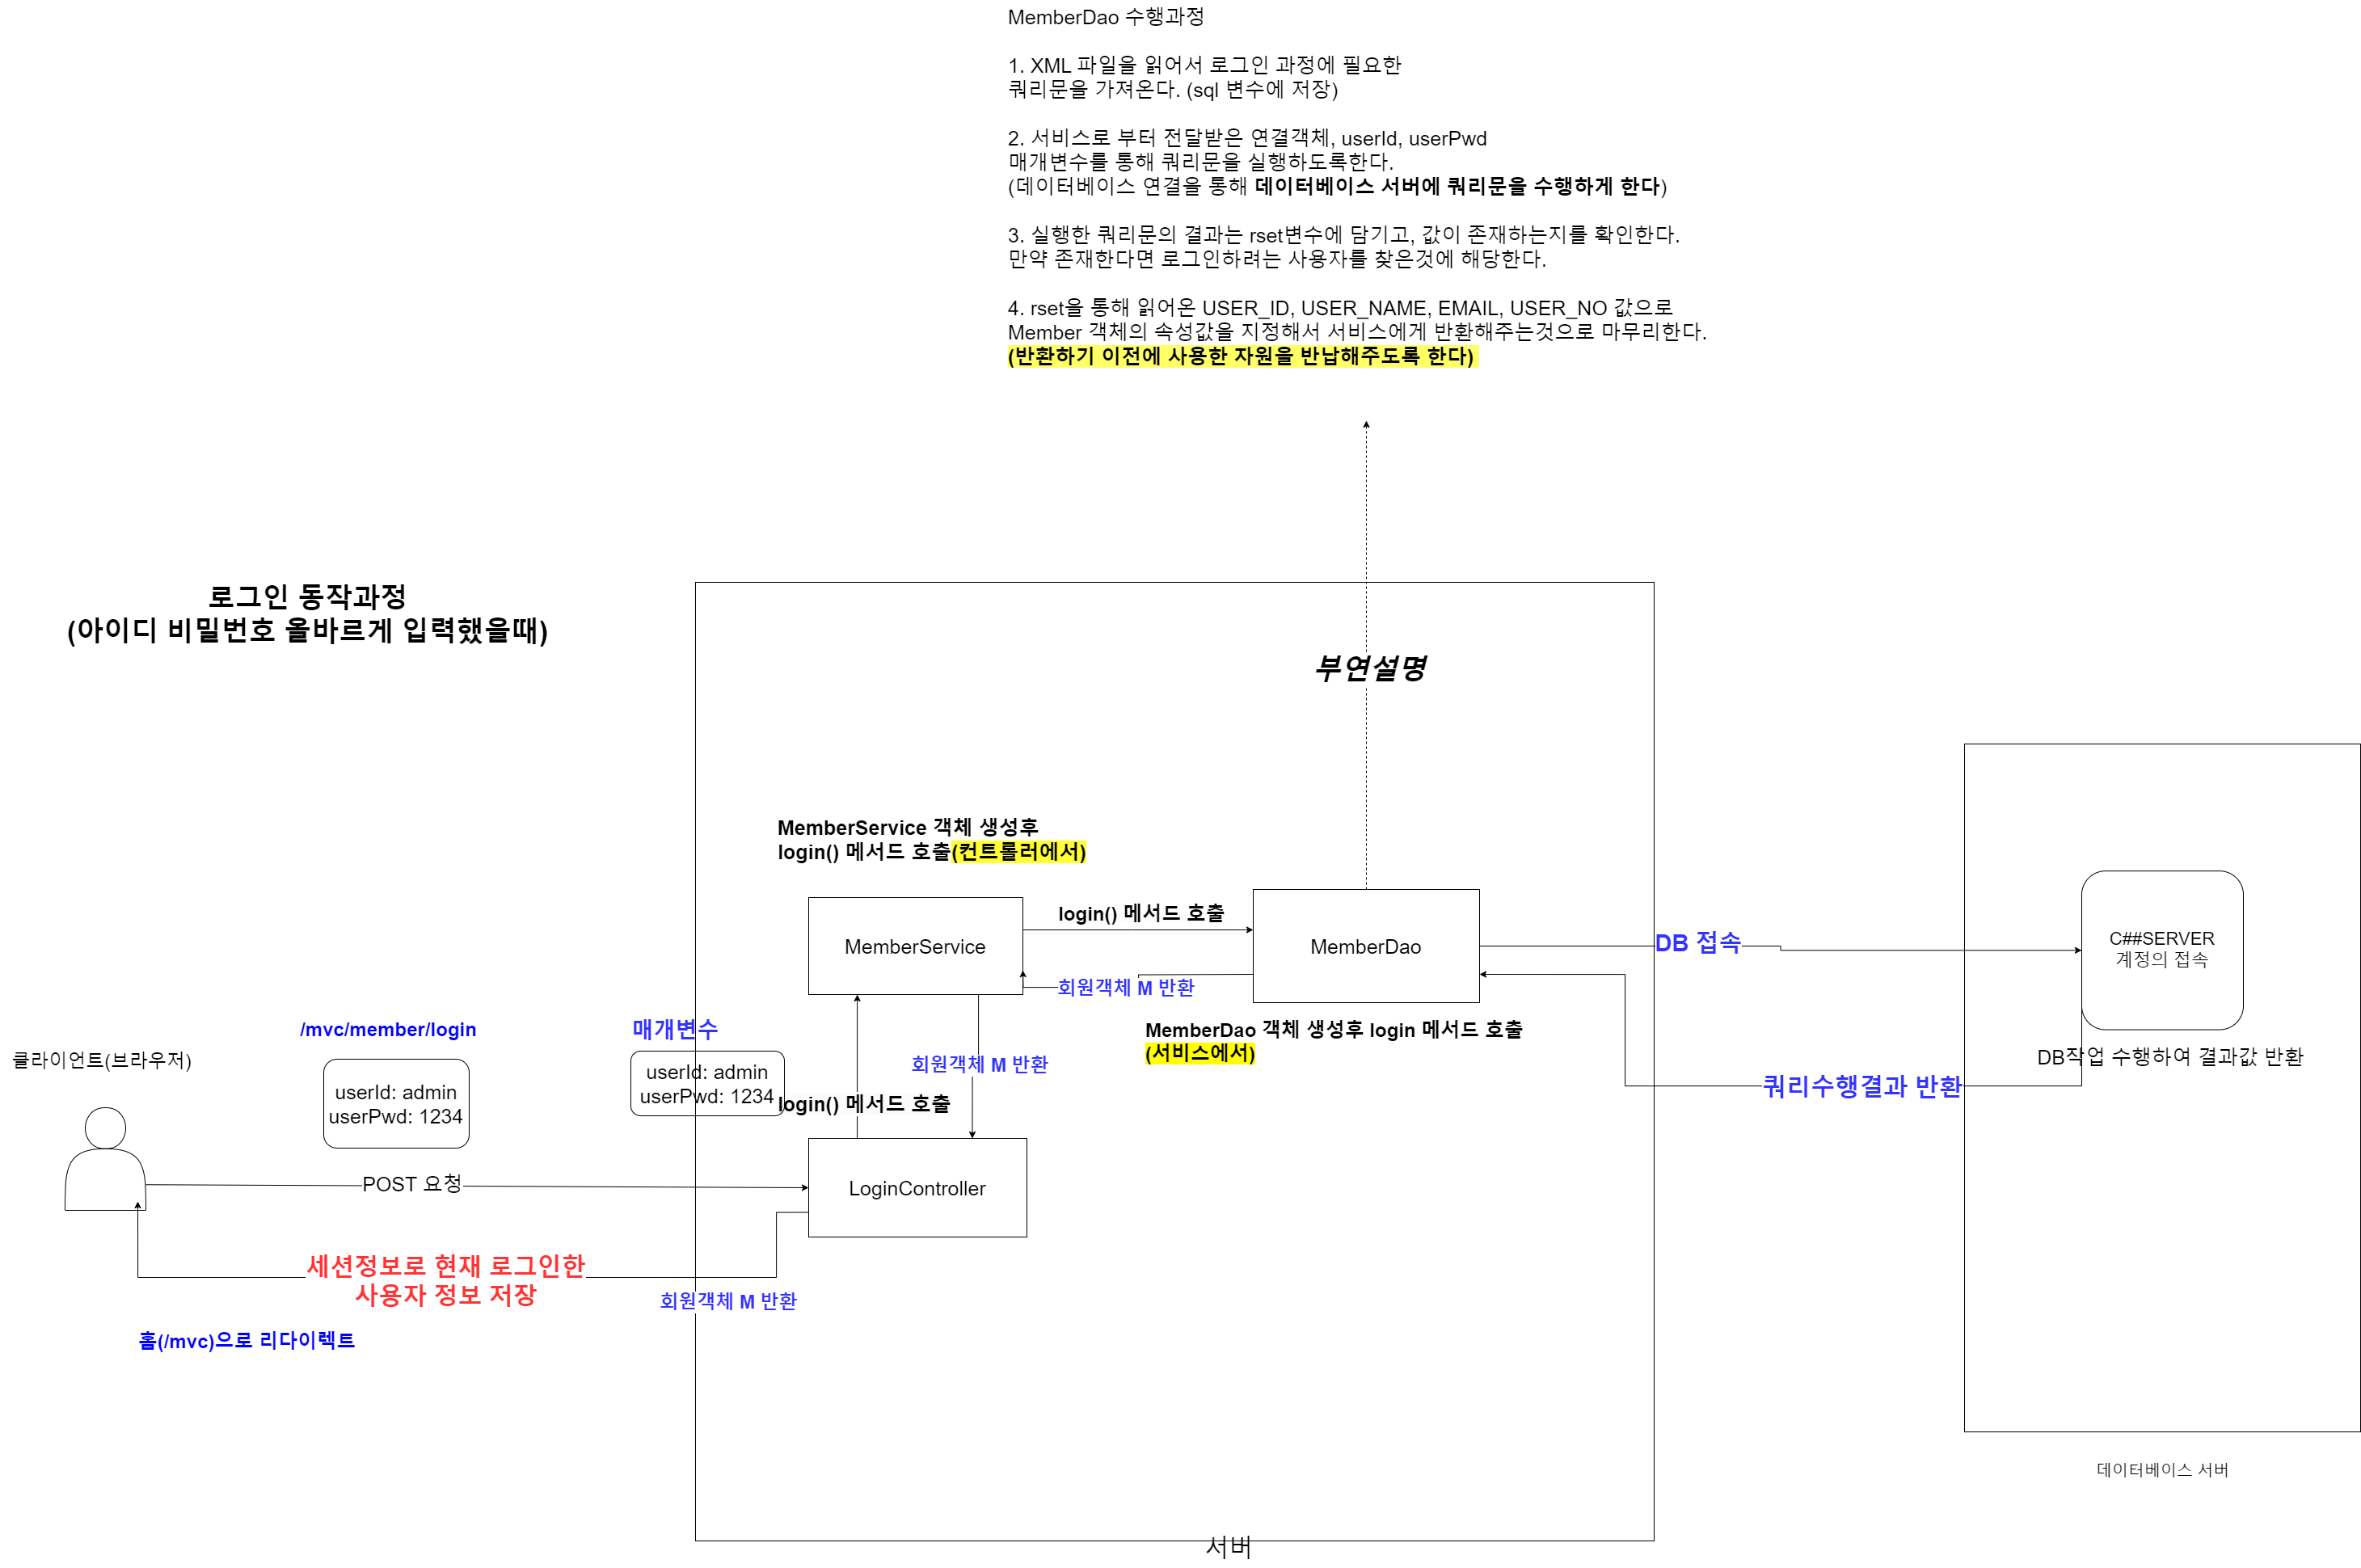 MemberDao 수행과정
1. XML 파일을 읽어서 로그인 과정에 필요한
쿼리문을 가져온다. (sql 변수에 저장)
2. 서비스로 부터 전달받은 연결객체, userId, userPwd
매개변수를 통해 쿼리문을 실행하도록한다.
(데이터베이스 연결을 통해 데이터베이스 서버에 쿼리문을 수행하게 한다)
3. 실행한 쿼리문의 결과는 rset변수에 담기고, 값이 존재하는지를 확인한다.
만약 존재한다면 로그인하려는 사용자를 찾은것에 해당한다.
4. rset을 통해 읽어온 USER_ID, USER_NAME, EMAIL, USER_NO 값으로
Member 객체의 속성값을 지정해서 서비스에게 반환해주는것으로 마무리한다.
(반환하기 이전에 사용한 자원을 반납해주도록 한다)
로그인 동작과정
(아이디 비밀번호 올바르게 입력했을때)
부연설명
MemberService 객체 생성후
login() 메서드 호출(컨트롤러에서)
MemberService
login() 메서드 호출
회원객체 M 반환
MemberDao
DB 접속
C##SERVER
계정의 접속
MemberDao 객체 생성후 login 메서드 호출
(서비스에서)
DB작업 수행하여 결과값 반환
쿼리수행결과 반환
/mvc/member/login
매개변수
클라이언트(브라우저)
userId: admin
userPwd: 1234
userId: admin
userPwd: 1234
회원객체 M 반환
login() 메서드 호출
POST 요청
LoginController
세션정보로 현재 로그인한
사용자 정보 저장
회원객체 M 반환
홈(/mvc)으로 리다이렉트
데이터베이스 서버
서버